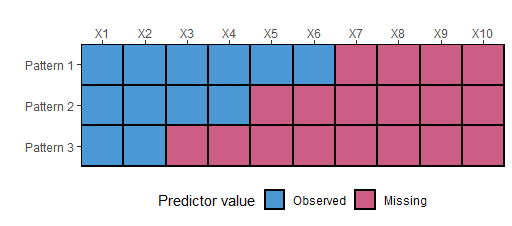 X1 X2 X3 X4 X5 X6 X7 X8 X9 X10
Pattern 1
Pattern 2
Pattern 3
Predictor value Observed Missing